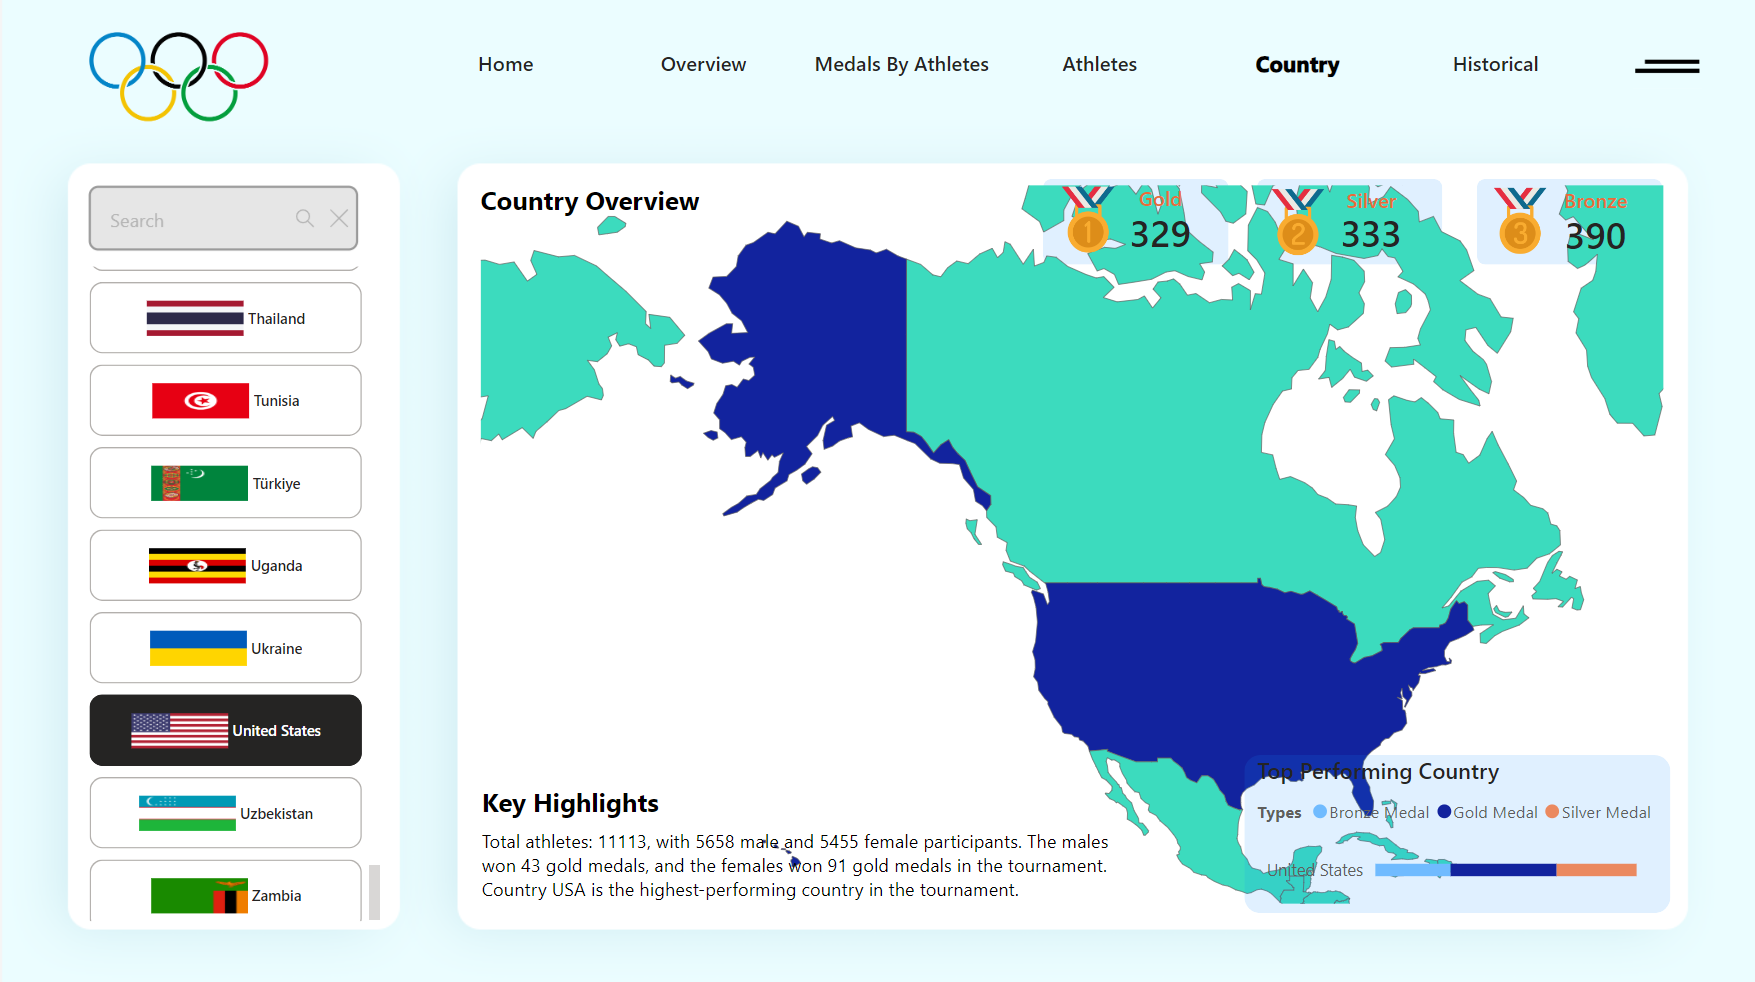 Home
Overview
Medals By Athletes
Athletes
Country
Historical
Search
Thailand
Tunisia
Türkiye
Uganda
Ukraine
United States
Uzbekistan
Zambia
Country Overview
Gold
1
329
Silver
2
333
Bronze
3
390
Key Highlights
Total athletes: 11113, with 5658 male and 5455 female participants. The males
won 43 gold medals, and the females won 91 gold medals in the tournament.
Country USA is the highest-performing country in the tournament.
Top Performing Country
Types Bronze Medal Gold Medal Silver Medal
United States